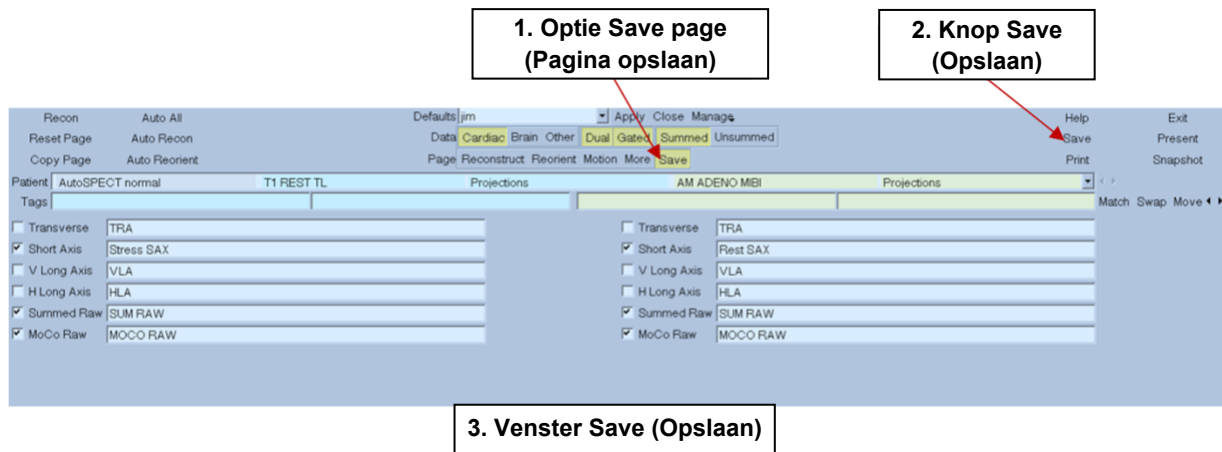 1. Optie Save page
(Pagina opslaan)
2. Knop Save
(Opslaan)
Recon Auto All Defaults jim Apply Close Manage Help Exit
Reset Page Auto Recon Data Cardiac Brain Other Dual Gated Summed Unsummed Save Present
Copy Page Auto Reorient Page Reconstruct Reorient Motion More Save Print Snapshot
Patient AutoSPECT normal T1 REST TL Projections AM ADENO MIBI Projections
Tags Match Swap Move
Transverse TRA Transverse TRA
Short Axis Stress SAX Short Axis Rest SAX
V Long Axis VLA V Long Axis VLA
H Long Axis HLA H Long Axis HLA
Summed Raw SUM RAW Summed Raw SUM RAW
MoCo Raw MOCO RAW MoCo Raw MOCO RAW
3. Venster Save (Opslaan)